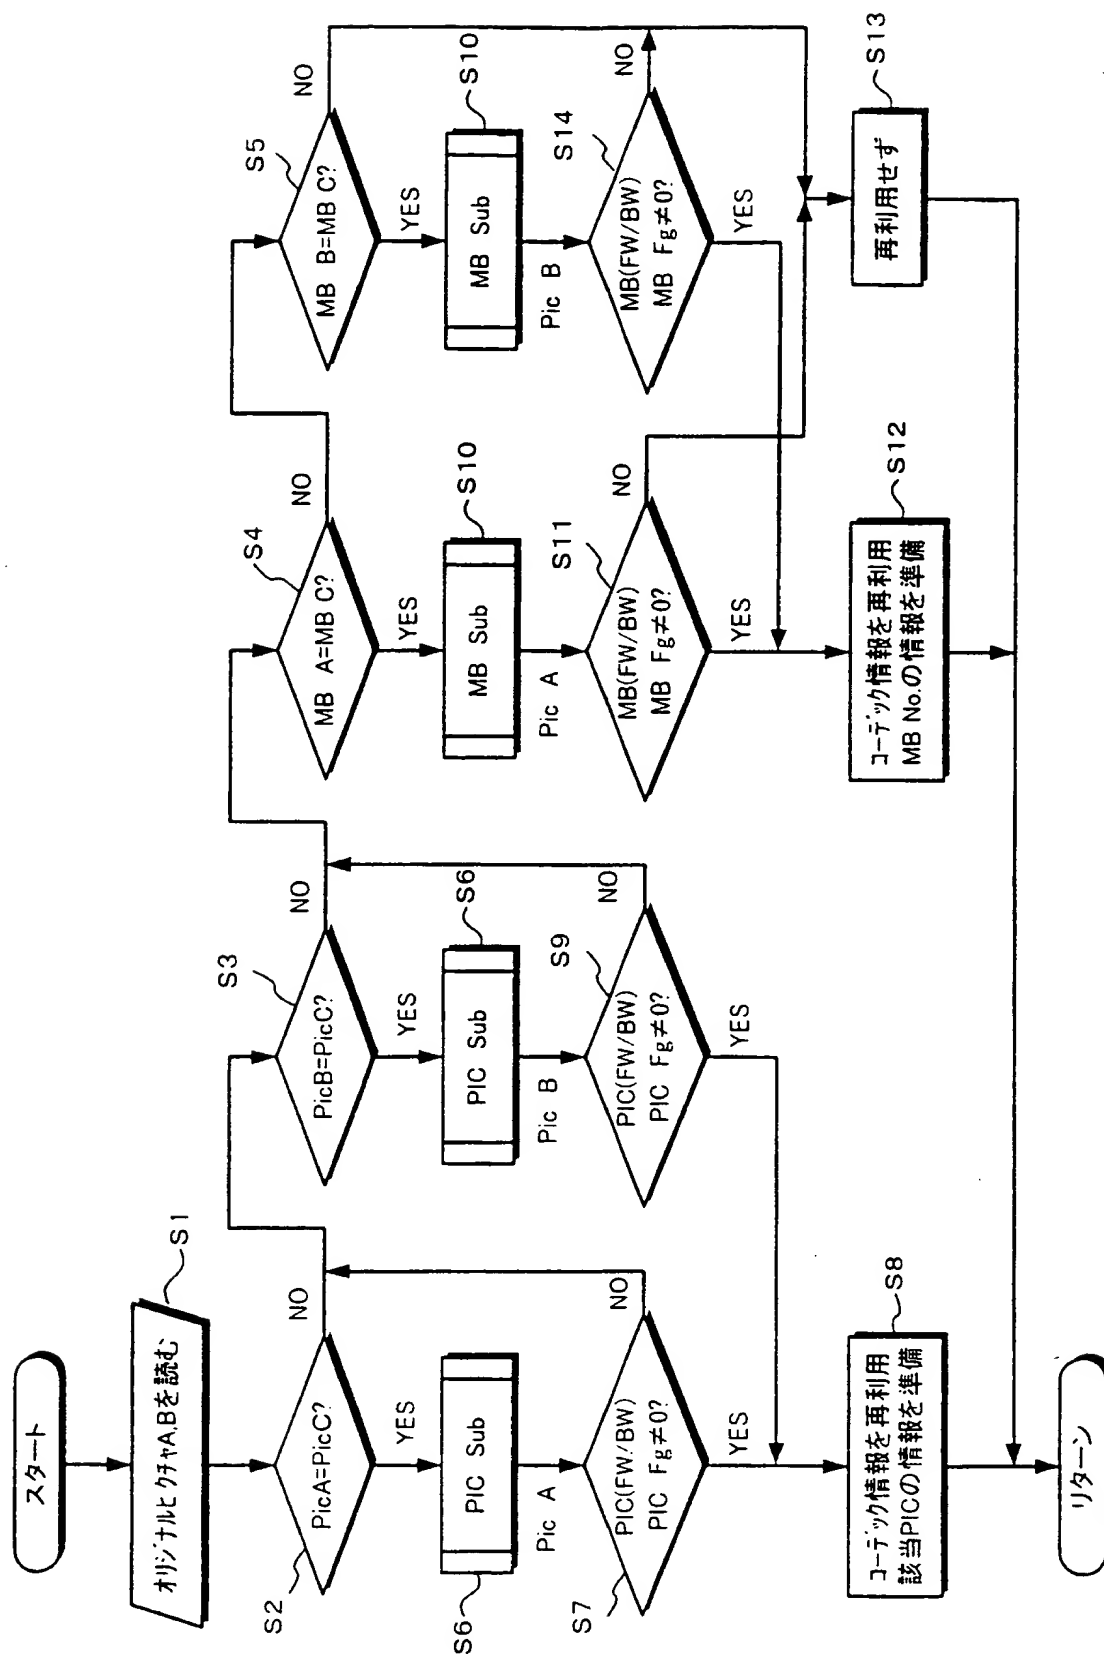 スタート
オリジナルピクチャA,Bを読む
S1
PicA=PicC?
S2
NO
YES
PIC Sub
S6
Pic A
PIC(FW/BW)
PIC Fg≠0?
S7
NO
YES
コーデック情報を再利用
該当PICの情報を準備
S8
リターン
PicB=PicC?
S3
NO
YES
PIC Sub
S6
Pic B
PIC(FW/BW)
PIC Fg≠0?
S9
NO
YES
MB A=MB C?
S4
NO
YES
MB Sub
S10
Pic A
MB(FW/BW)
MB Fg≠0?
S11
NO
YES
コーデック情報を再利用
MB No.の情報を準備
S12
MB B=MB C?
S5
NO
YES
MB Sub
S10
Pic B
MB(FW/BW)
MB Fg≠0?
S14
NO
YES
再利用せず
S13